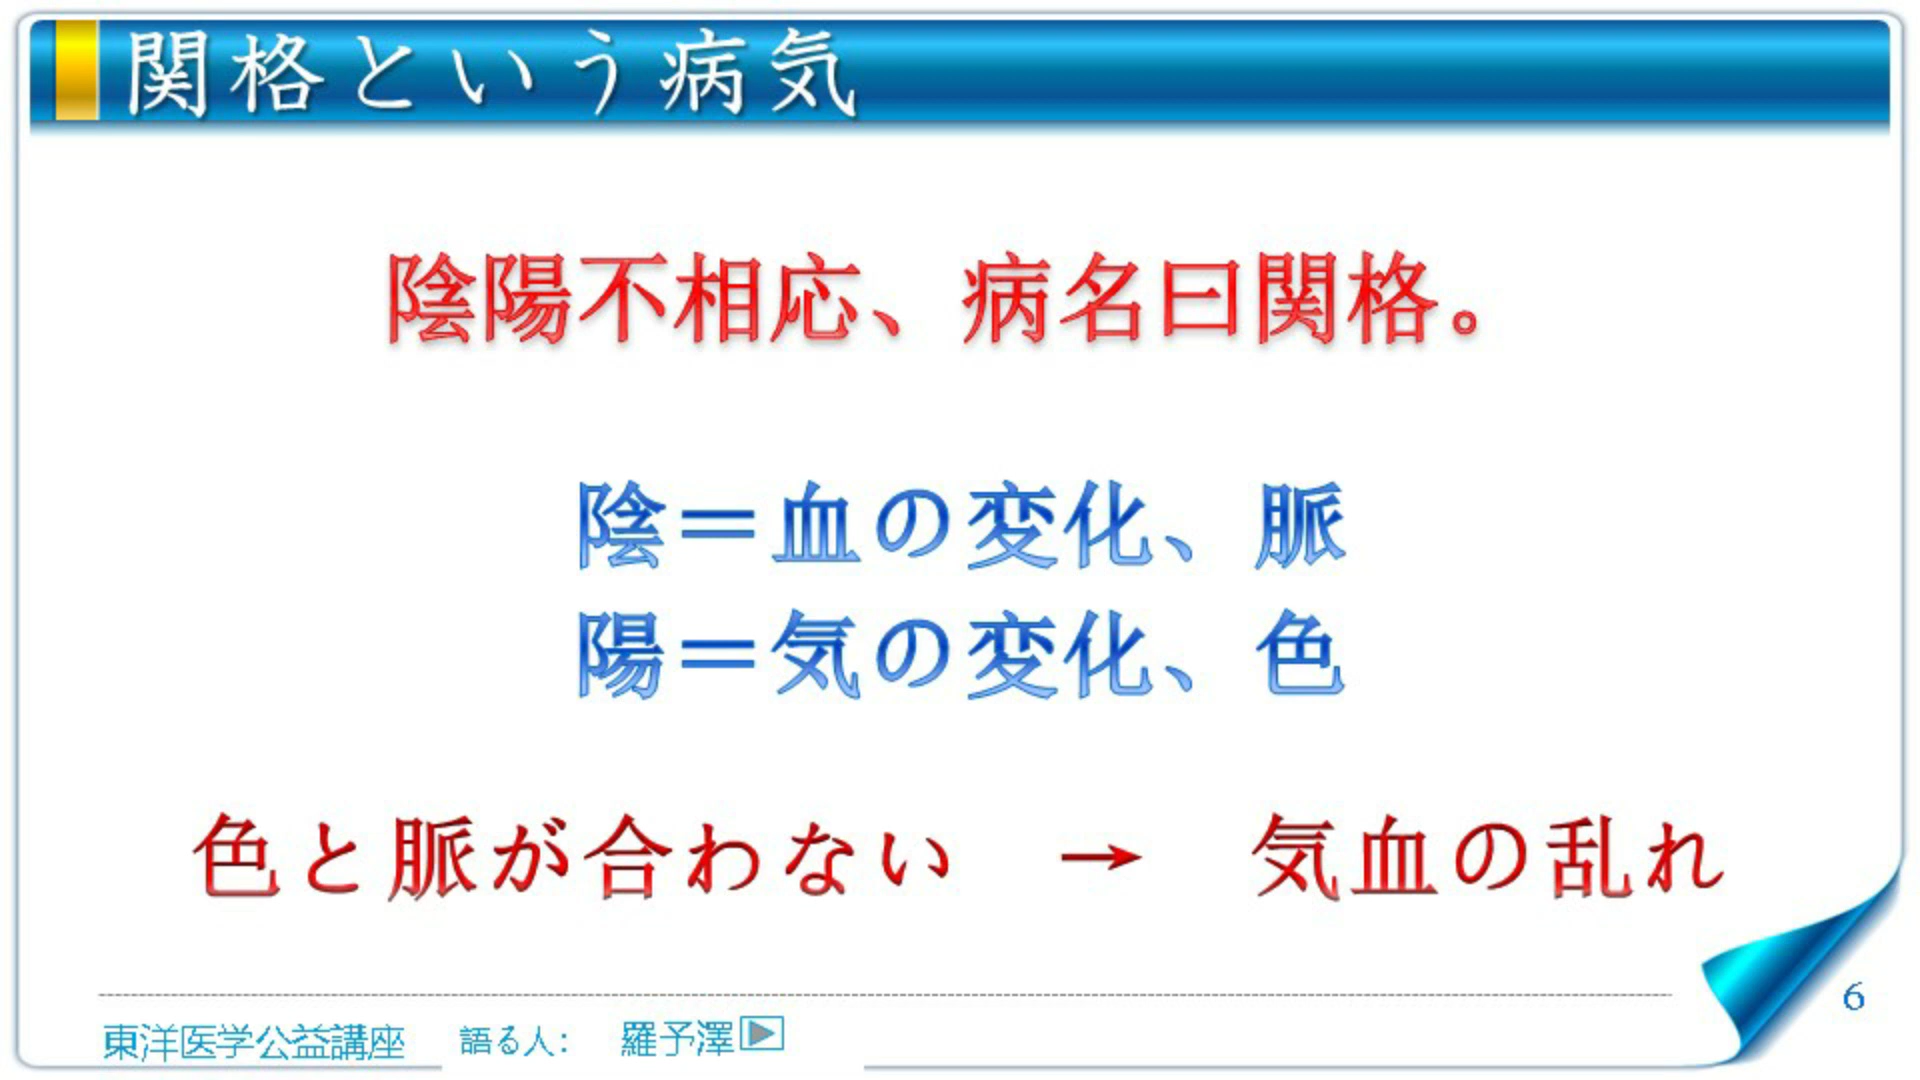 関格という病気
陰陽不相応、病名曰関格。
陰＝血の変化、脈
陽＝気の変化、色
色と脈が合わない　→　気血の乱れ
6
東洋医学公益講座　語る人：　羅予澤